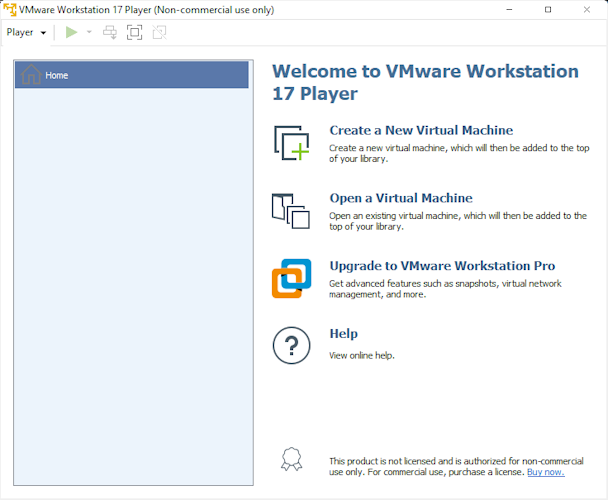 VMware Workstation 17 Player (Non-commercial use only)
Player
Home
Welcome to VMware Workstation
17 Player
Create a New Virtual Machine
Create a new virtual machine, which will then be added to the top
of your library.
Open a Virtual Machine
Open an existing virtual machine, which will then be added to the
top of your library.
Upgrade to VMware Workstation Pro
Get advanced features such as snapshots, virtual network
management, and more.
?
Help
View online help.
This product is not licensed and is authorized for non-commercial
use only. For commercial use, purchase a license. Buy now.